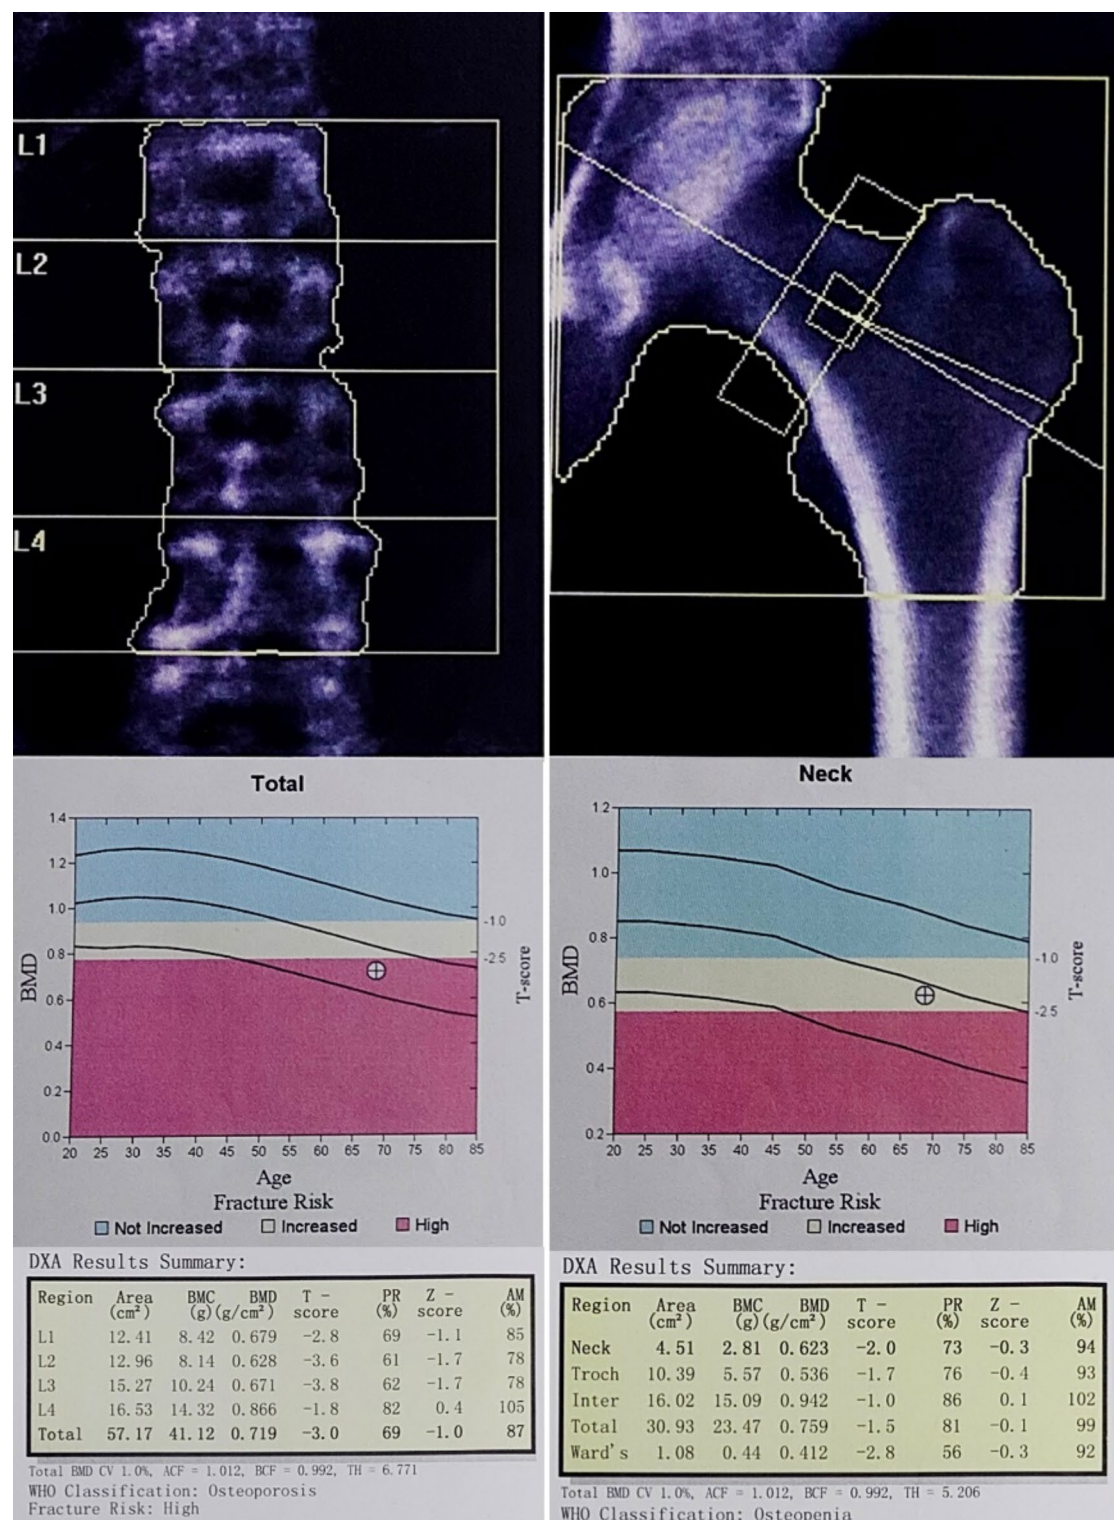 L1
L2
L3
L4
Total
1.4
1.2
1.0
0.8
0.6
0.4
0.2
0.0
BMD
-1.0
-2.5
T-score
20 25 30 35 40 45 50 55 60 65 70 75 80 85
Age
Fracture Risk
Not Increased Increased High
DXA Results Summary:
Region Area BMC BMD T - PR Z - AM
(cm²) (g) (g/cm²) score (%) score (%)
L1 12.41 8.42 0.679 -2.8 69 -1.1 85
L2 12.96 8.14 0.628 -3.6 61 -1.7 78
L3 15.27 10.24 0.671 -3.8 62 -1.7 78
L4 16.53 14.32 0.866 -1.8 82 0.4 105
Total 57.17 41.12 0.719 -3.0 69 -1.0 87
Total BMD CV 1.0%, ACF = 1.012, BCF = 0.992, TH = 6.771
WHO Classification: Osteoporosis
Fracture Risk: High
Neck
1.2
1.0
0.8
0.6
0.4
0.2
BMD
-1.0
-2.5
T-score
20 25 30 35 40 45 50 55 60 65 70 75 80 85
Age
Fracture Risk
Not Increased Increased High
DXA Results Summary:
Region Area BMC BMD T - PR Z - AM
(cm²) (g) (g/cm²) score (%) score (%)
Neck 4.51 2.81 0.623 -2.0 73 -0.3 94
Troch 10.39 5.57 0.536 -1.7 76 -0.4 93
Inter 16.02 15.09 0.942 -1.0 86 0.1 102
Total 30.93 23.47 0.759 -1.5 81 -0.1 99
Ward's 1.08 0.44 0.412 -2.8 56 -0.3 92
Total BMD CV 1.0%, ACF = 1.012, BCF = 0.992, TH = 5.206
WHO Classification: Osteopenia